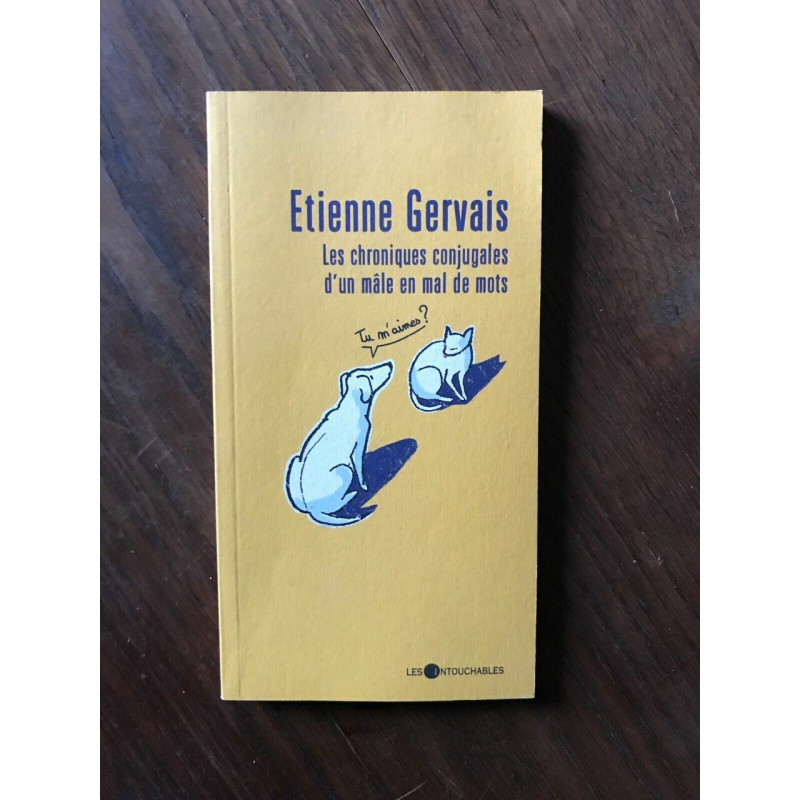 Etienne Gervais
Les chroniques conjugales
d'un mâle en mal de mots
Tu m'aimes?
LES INTOUCHABLES